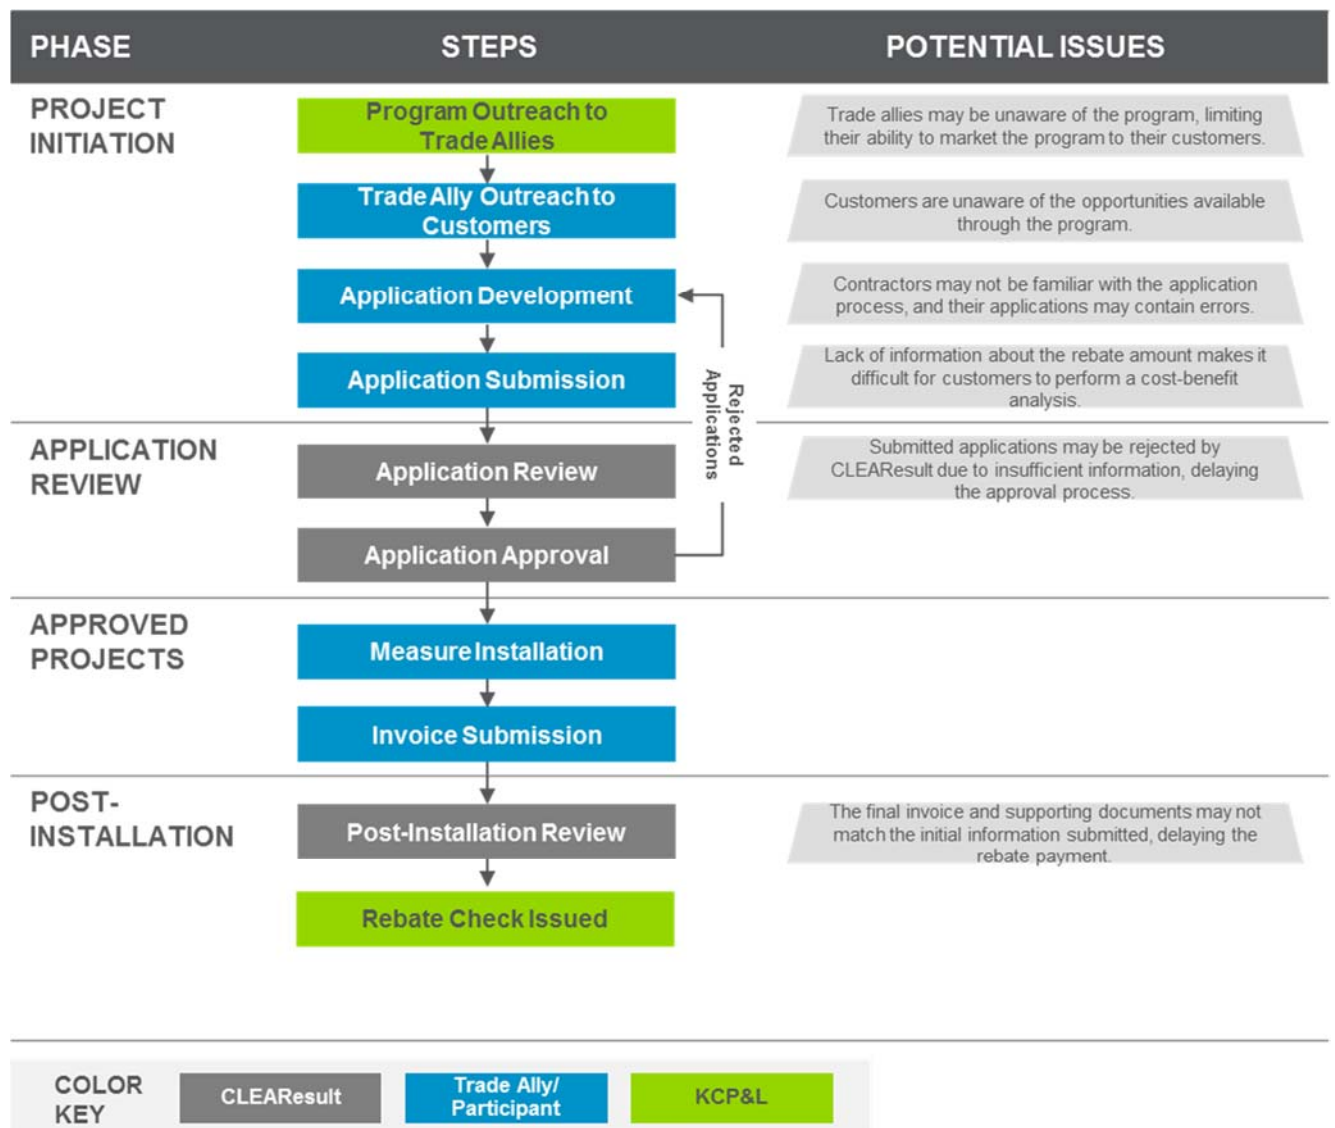 PHASE
STEPS
POTENTIAL ISSUES
PROJECT
INITIATION
Program Outreach to
Trade Allies
Trade allies may be unaware of the program, limiting
their ability to market the program to their customers.
Trade Ally Outreach to
Customers
Customers are unaware of the opportunities available
through the program.
Application Development
Contractors may not be familiar with the application
process, and their applications may contain errors.
Application Submission
Lack of information about the rebate amount makes it
difficult for customers to perform a cost-benefit
analysis.
Rejected
Applications
APPLICATION
REVIEW
Application Review
Submitted applications may be rejected by
CLEAResult due to insufficient information, delaying
the approval process.
Application Approval
APPROVED
PROJECTS
Measure Installation
Invoice Submission
POST-
INSTALLATION
Post-Installation Review
The final invoice and supporting documents may not
match the initial information submitted, delaying the
rebate payment.
Rebate Check Issued
COLOR
KEY
CLEAResult
Trade Ally/
Participant
KCP&L